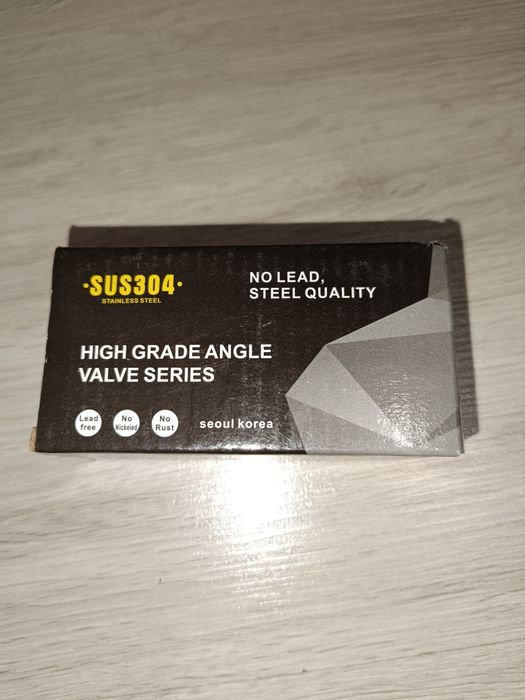 ·SUS304·
STAINLESS STEEL
NO LEAD,
STEEL QUALITY
HIGH GRADE ANGLE
VALVE SERIES
Lead
free
No
Nickeled
No
Rust
seoul korea